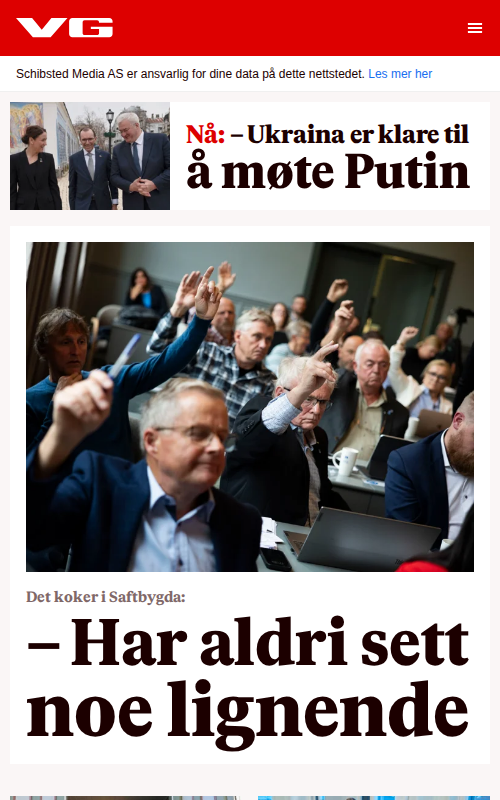 VG
Schibsted Media AS er ansvarlig for dine data på dette nettstedet. Les mer her
Nå: – Ukraina er klare til
å møte Putin
Det koker i Saftbygda:
– Har aldri sett
noe lignende